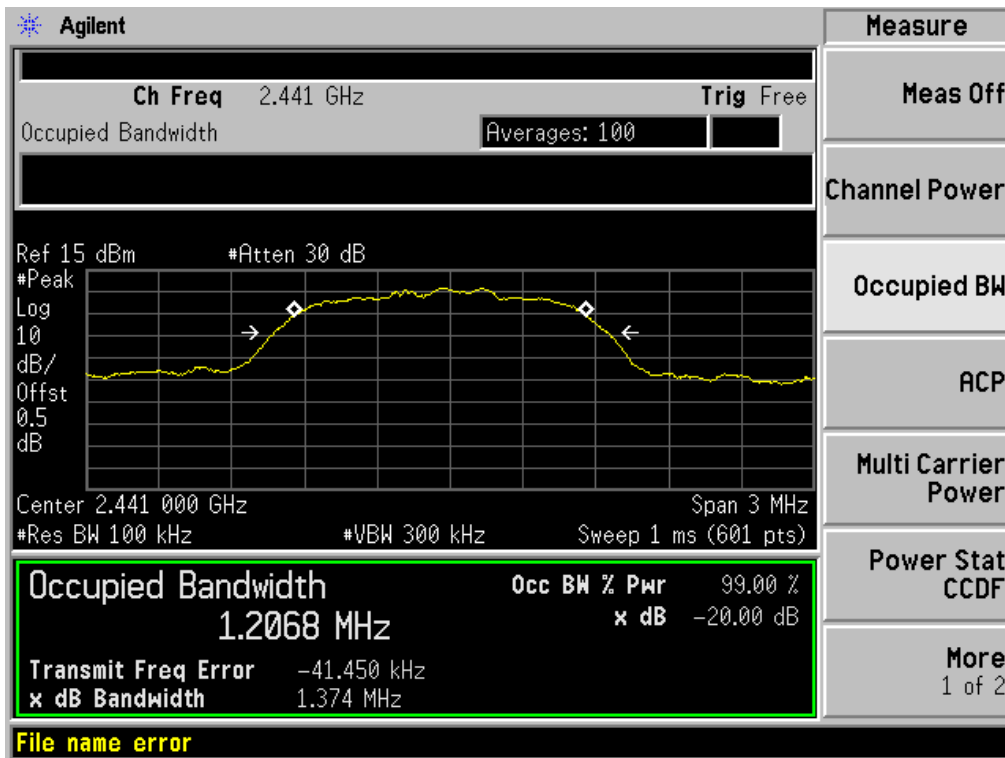 Agilent
Measure
Ch Freq 2.441 GHz Trig Free
Meas Off
Occupied Bandwidth Averages: 100
Channel Power
Ref 15 dBm #Atten 30 dB
#Peak
Log
10
dB/
Offst
0.5
dB
Occupied BW
ACP
Center 2.441 000 GHz Span 3 MHz
#Res BW 100 kHz #VBW 300 kHz Sweep 1 ms (601 pts)
Multi Carrier
Power
Occupied Bandwidth Occ BW % Pwr 99.00 %
1.2068 MHz x dB -20.00 dB
Power Stat
CCDF
Transmit Freq Error -41.450 kHz
x dB Bandwidth 1.374 MHz
More
1 of 2
File name error